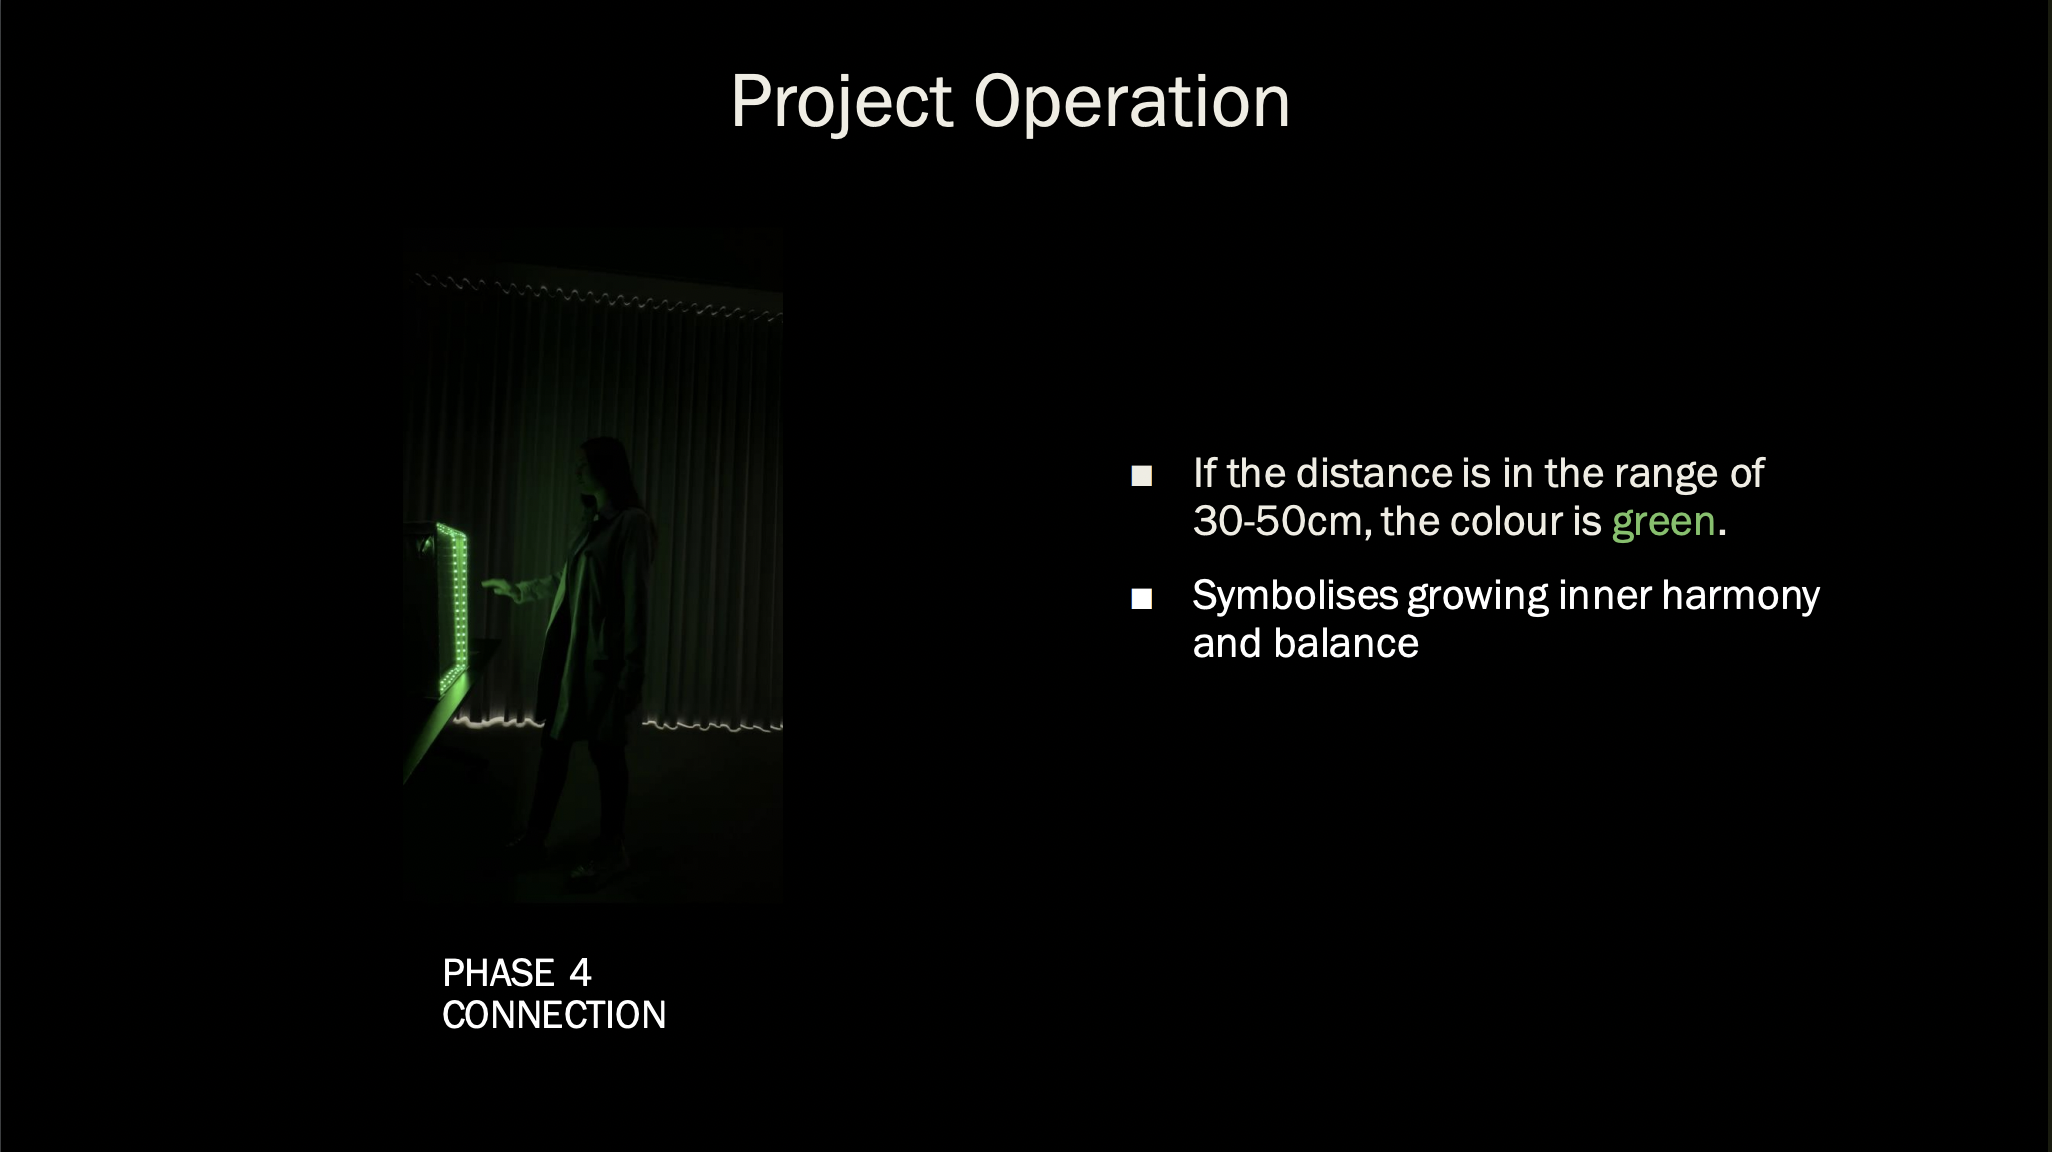 Project Operation
■ If the distance is in the range of
30-50cm, the colour is green.
■ Symbolises growing inner harmony
and balance
PHASE 4
CONNECTION